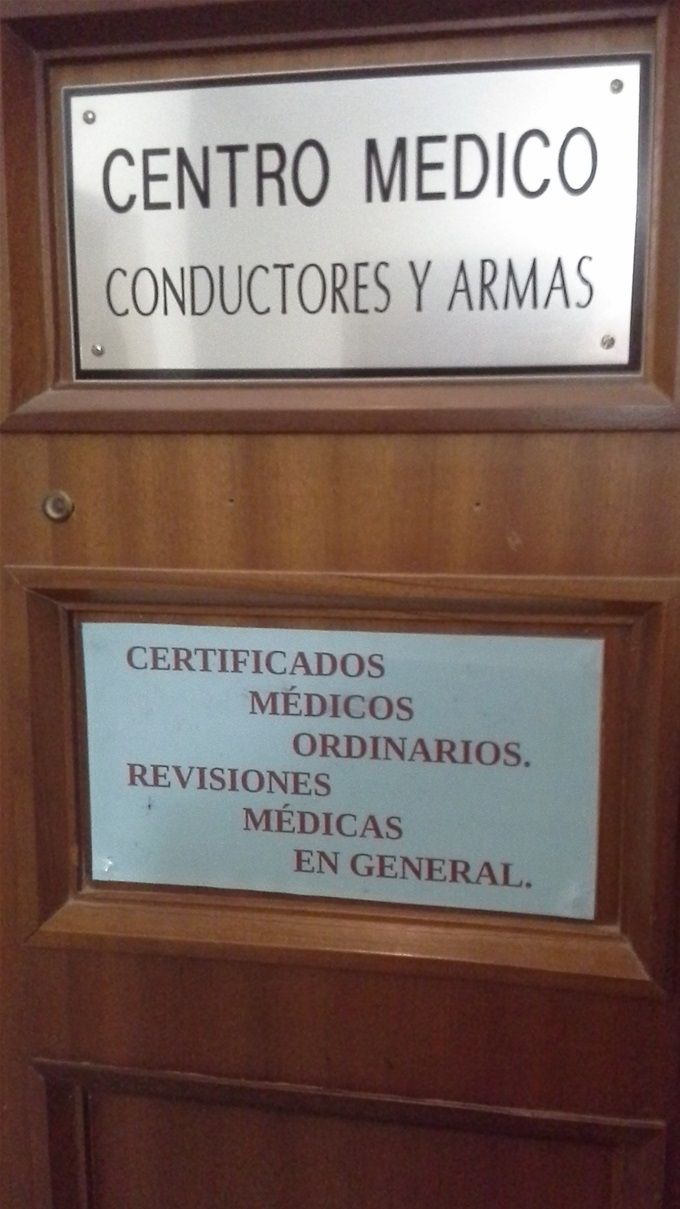 CENTRO MEDICO
CONDUCTORES Y ARMAS
CERTIFICADOS
MÉDICOS
ORDINARIOS.
REVISIONES
MÉDICAS
EN GENERAL.